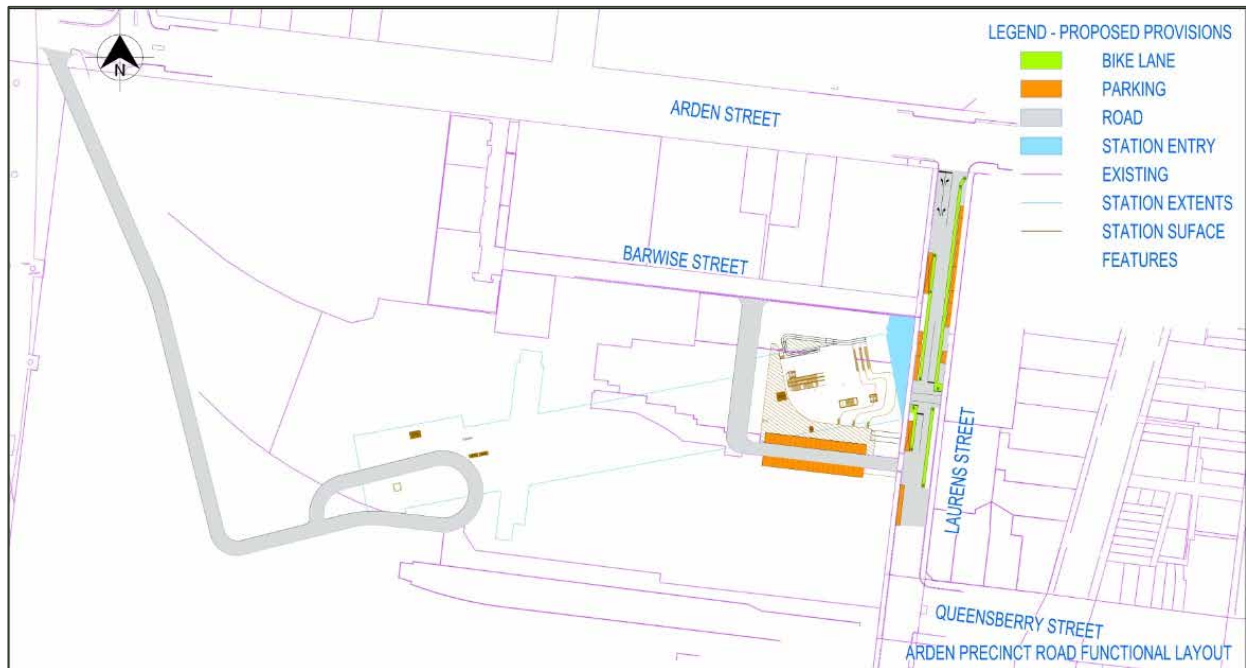 LEGEND - PROPOSED PROVISIONS
BIKE LANE
PARKING
ROAD
STATION ENTRY
EXISTING
STATION EXTENTS
STATION SUFACE
FEATURES
N
ARDEN STREET
BARWISE STREET
LAURENS STREET
QUEENSBERRY STREET
ARDEN PRECINCT ROAD FUNCTIONAL LAYOUT